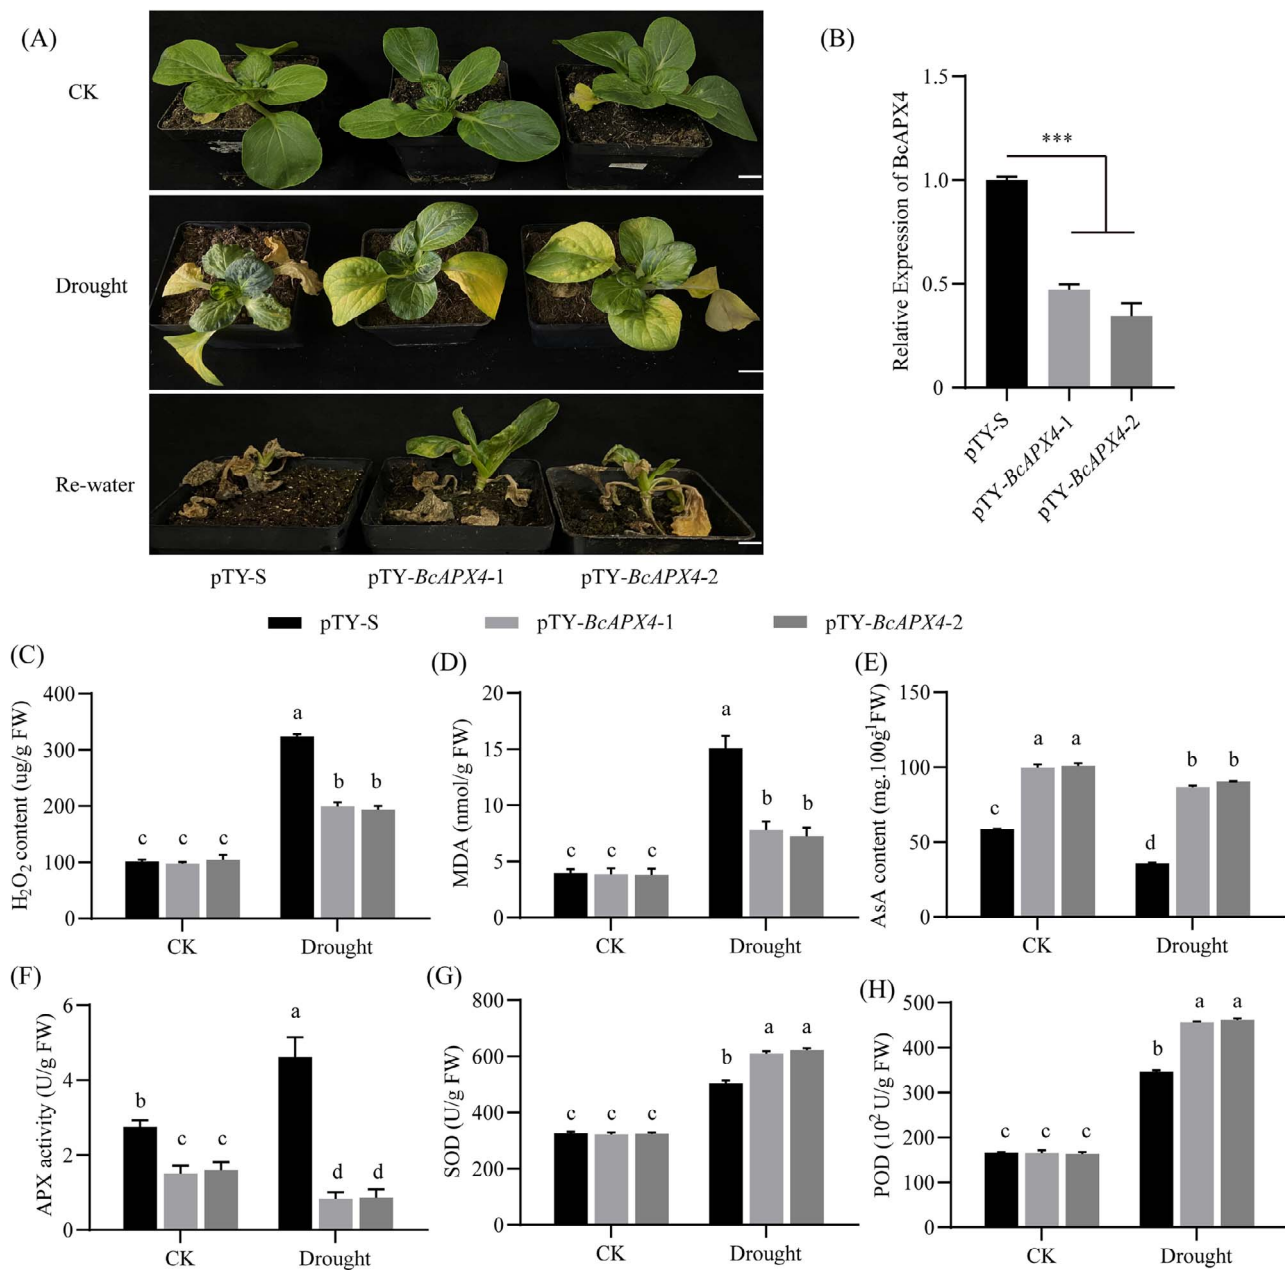 (A)
CK
Drought
Re-water
pTY-S pTY-BcAPX4-1 pTY-BcAPX4-2
(B)
Relative Expression of BcAPX4
1.5
1.0
0.5
0
***
pTY-S
pTY-BcAPX4-1
pTY-BcAPX4-2
pTY-S pTY-BcAPX4-1 pTY-BcAPX4-2
(C)
H₂O₂ content (ug/g FW)
400
300
200
100
0
c c c
a b b
CK Drought
(D)
MDA (nmol/g FW)
20
15
10
5
0
c c c
a b b
CK Drought
(E)
AsA content (mg.100g¹FW)
150
100
50
0
c a a
d b b
CK Drought
(F)
APX activity (U/g FW)
6
4
2
0
b c c
a d d
CK Drought
(G)
SOD (U/g FW)
800
600
400
200
0
c c c
b a a
CK Drought
(H)
POD (10² U/g FW)
500
400
300
200
100
0
c c c
b a a
CK Drought